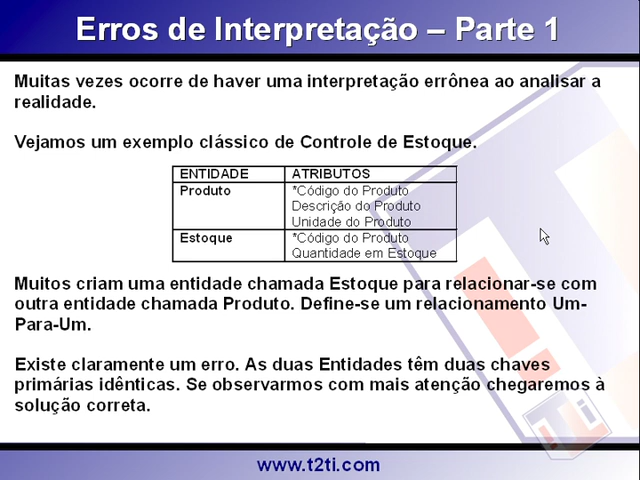 Erros de Interpretação – Parte 1
Muitas vezes ocorre de haver uma interpretação errônea ao analisar a
realidade.
Vejamos um exemplo clássico de Controle de Estoque.
ENTIDADE ATRIBUTOS
Produto *Código do Produto
Descrição do Produto
Unidade do Produto
Estoque *Código do Produto
Quantidade em Estoque
Muitos criam uma entidade chamada Estoque para relacionar-se com
outra entidade chamada Produto. Define-se um relacionamento Um-
Para-Um.
Existe claramente um erro. As duas Entidades têm duas chaves
primárias idênticas. Se observarmos com mais atenção chegaremos à
solução correta.
www.t2ti.com